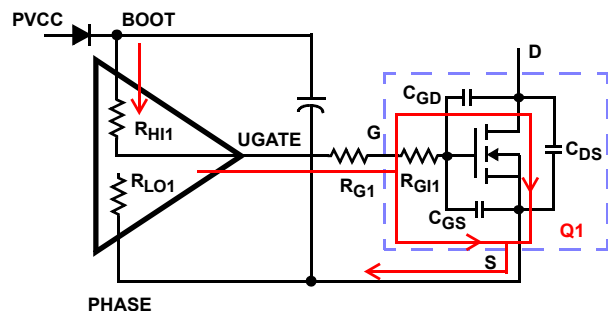 PVCC
BOOT
D
CGD
RHI1
UGATE
G
CDS
RLO1
RG1
RGI1
CGS
Q1
S
PHASE